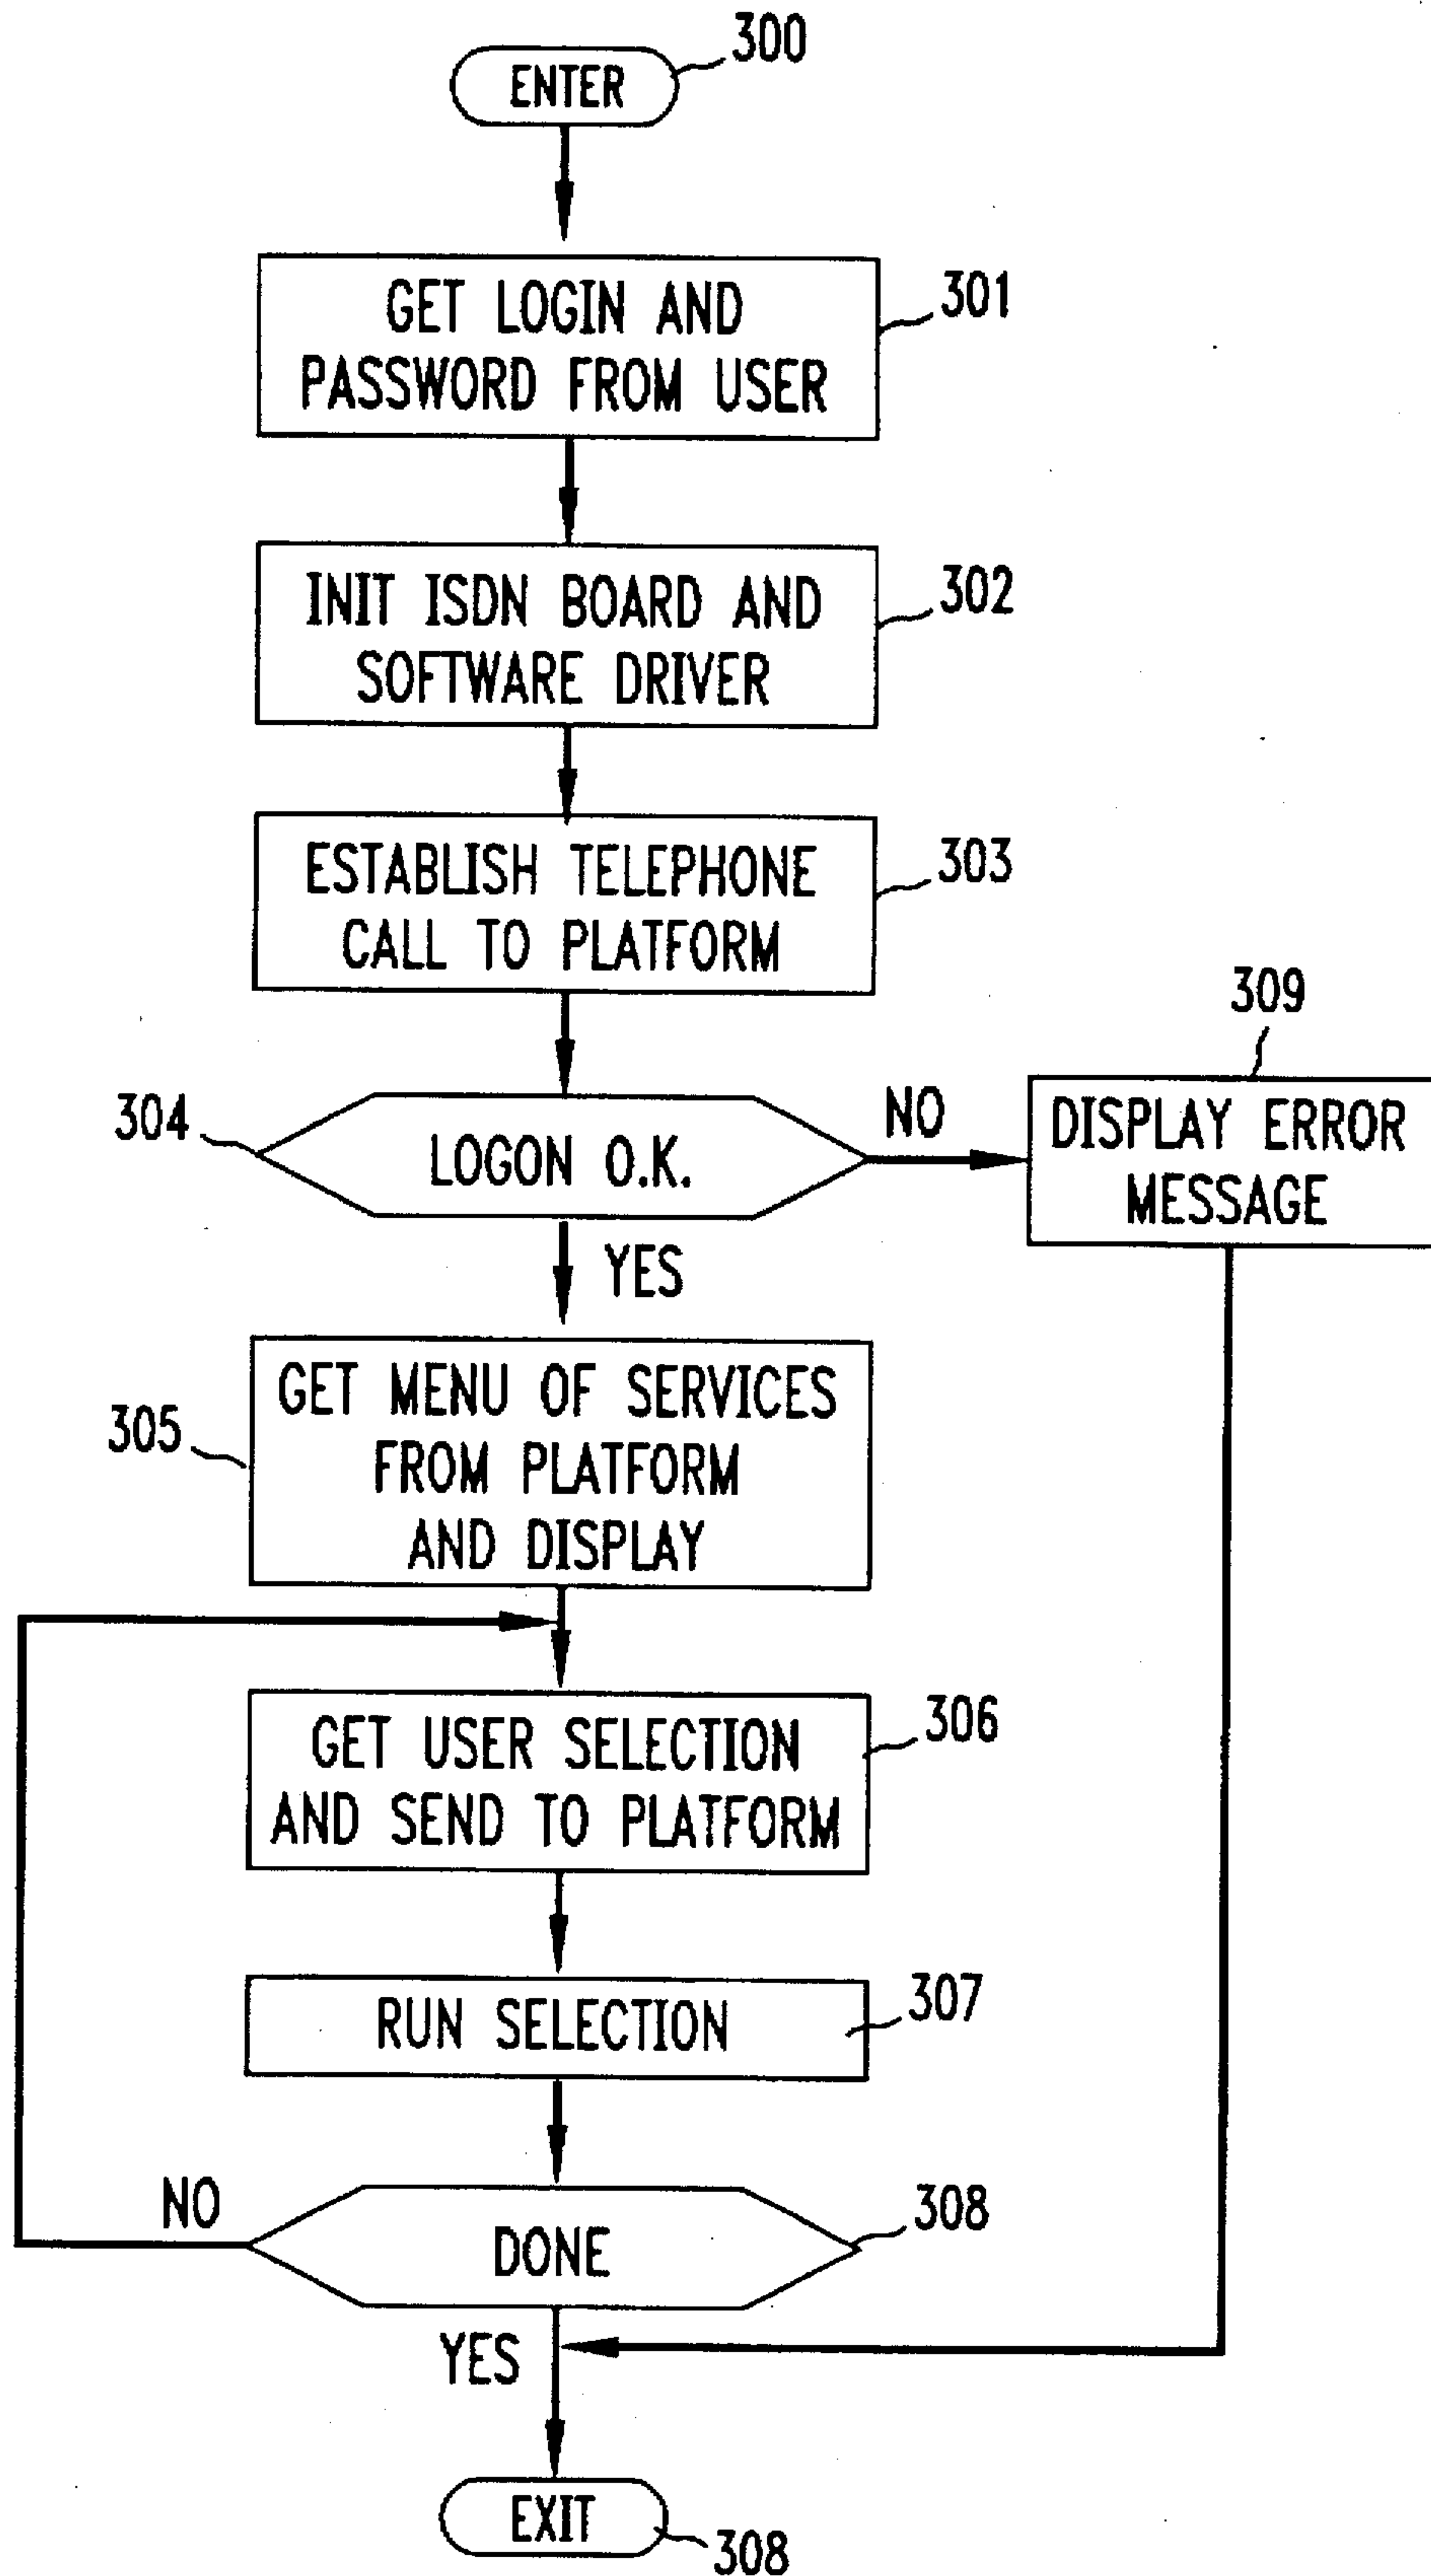 300
ENTER
301
GET LOGIN AND
PASSWORD FROM USER
302
INIT ISDN BOARD AND
SOFTWARE DRIVER
303
ESTABLISH TELEPHONE
CALL TO PLATFORM
304
LOGON O.K.
NO
309
DISPLAY ERROR
MESSAGE
YES
305
GET MENU OF SERVICES
FROM PLATFORM
AND DISPLAY
306
GET USER SELECTION
AND SEND TO PLATFORM
307
RUN SELECTION
NO
308
DONE
YES
EXIT
308